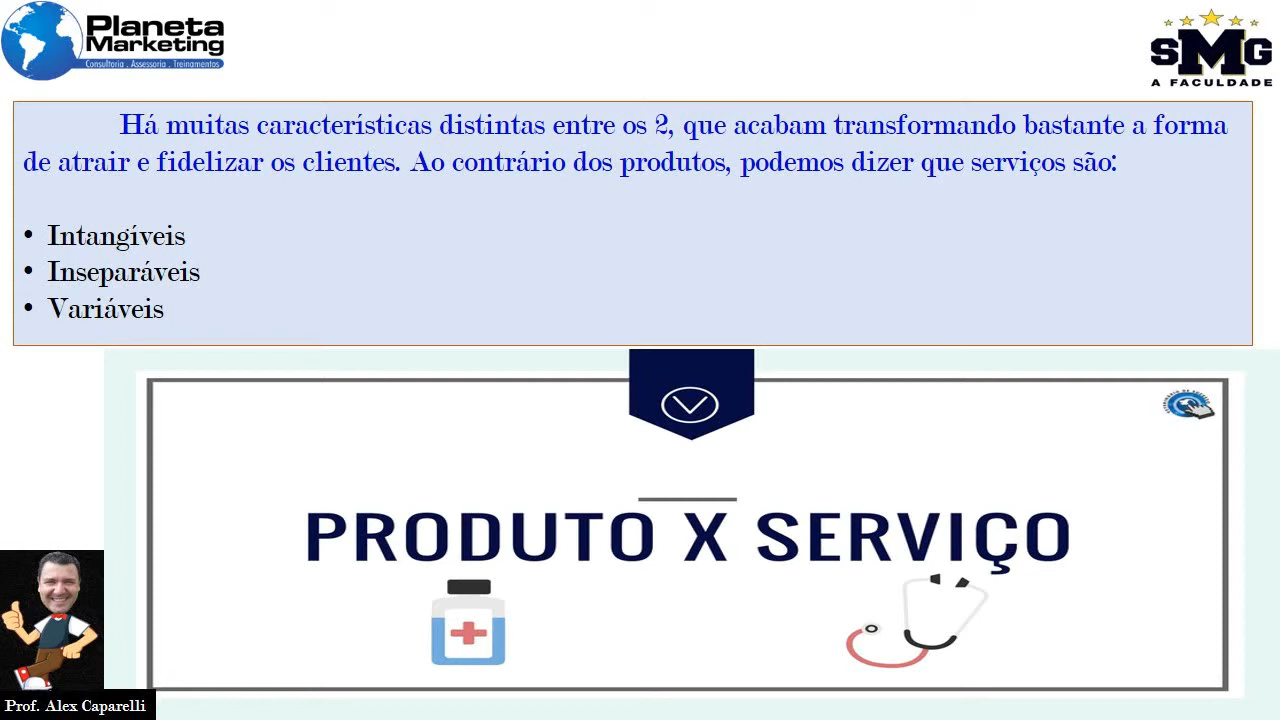 Planeta
Marketing
Consultoria . Assessoria . Treinamentos
SMG
A FACULDADE
Há muitas características distintas entre os 2, que acabam transformando bastante a forma
de atrair e fidelizar os clientes. Ao contrário dos produtos, podemos dizer que serviços são:
• Intangíveis
• Inseparáveis
• Variáveis
PRODUTO X SERVIÇO
Prof. Alex Caparelli